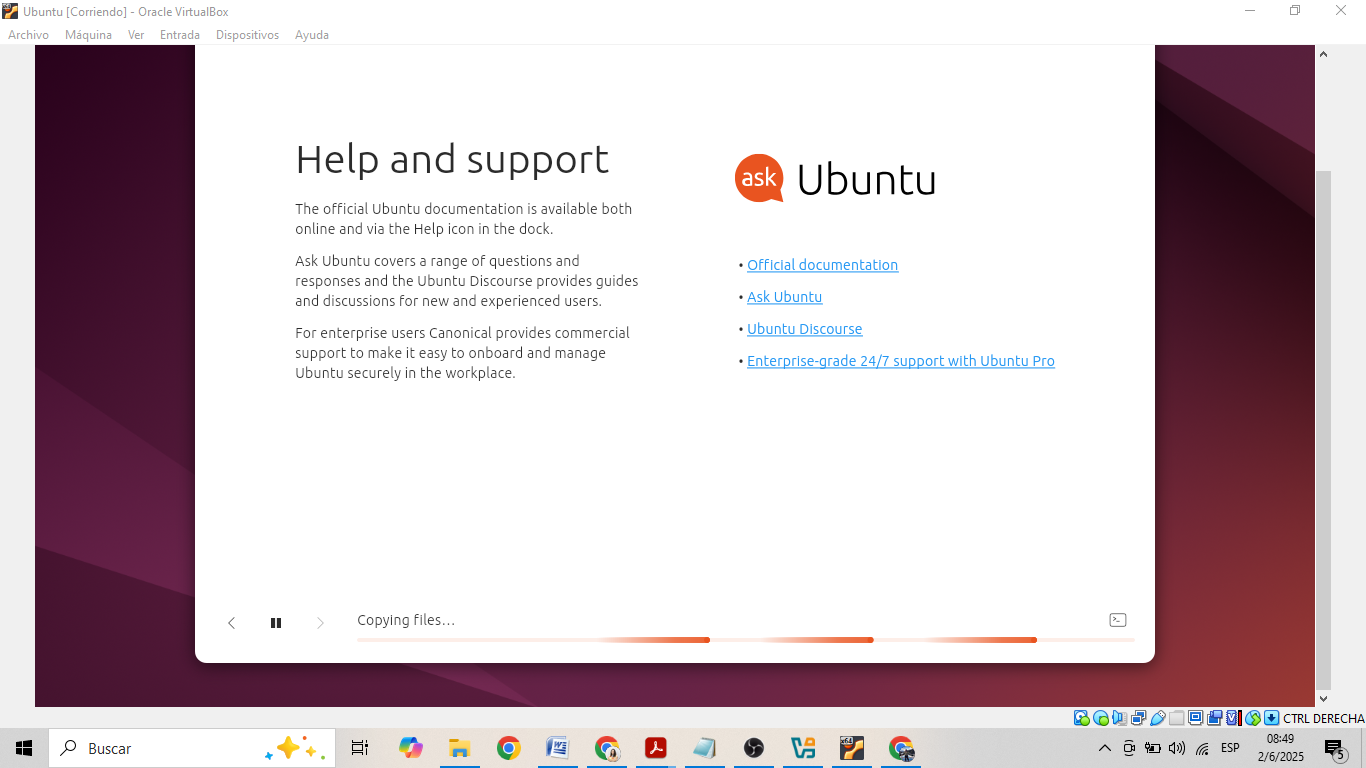 Ubuntu [Corriendo] - Oracle VirtualBox
Archivo Máquina Ver Entrada Dispositivos Ayuda
Help and support
The official Ubuntu documentation is available both
online and via the Help icon in the dock.
Ask Ubuntu covers a range of questions and
responses and the Ubuntu Discourse provides guides
and discussions for new and experienced users.
For enterprise users Canonical provides commercial
support to make it easy to onboard and manage
Ubuntu securely in the workplace.
ask Ubuntu
• Official documentation
• Ask Ubuntu
• Ubuntu Discourse
• Enterprise-grade 24/7 support with Ubuntu Pro
Copying files...
CTRL DERECHA
Buscar
ESP
08:49
2/6/2025
5